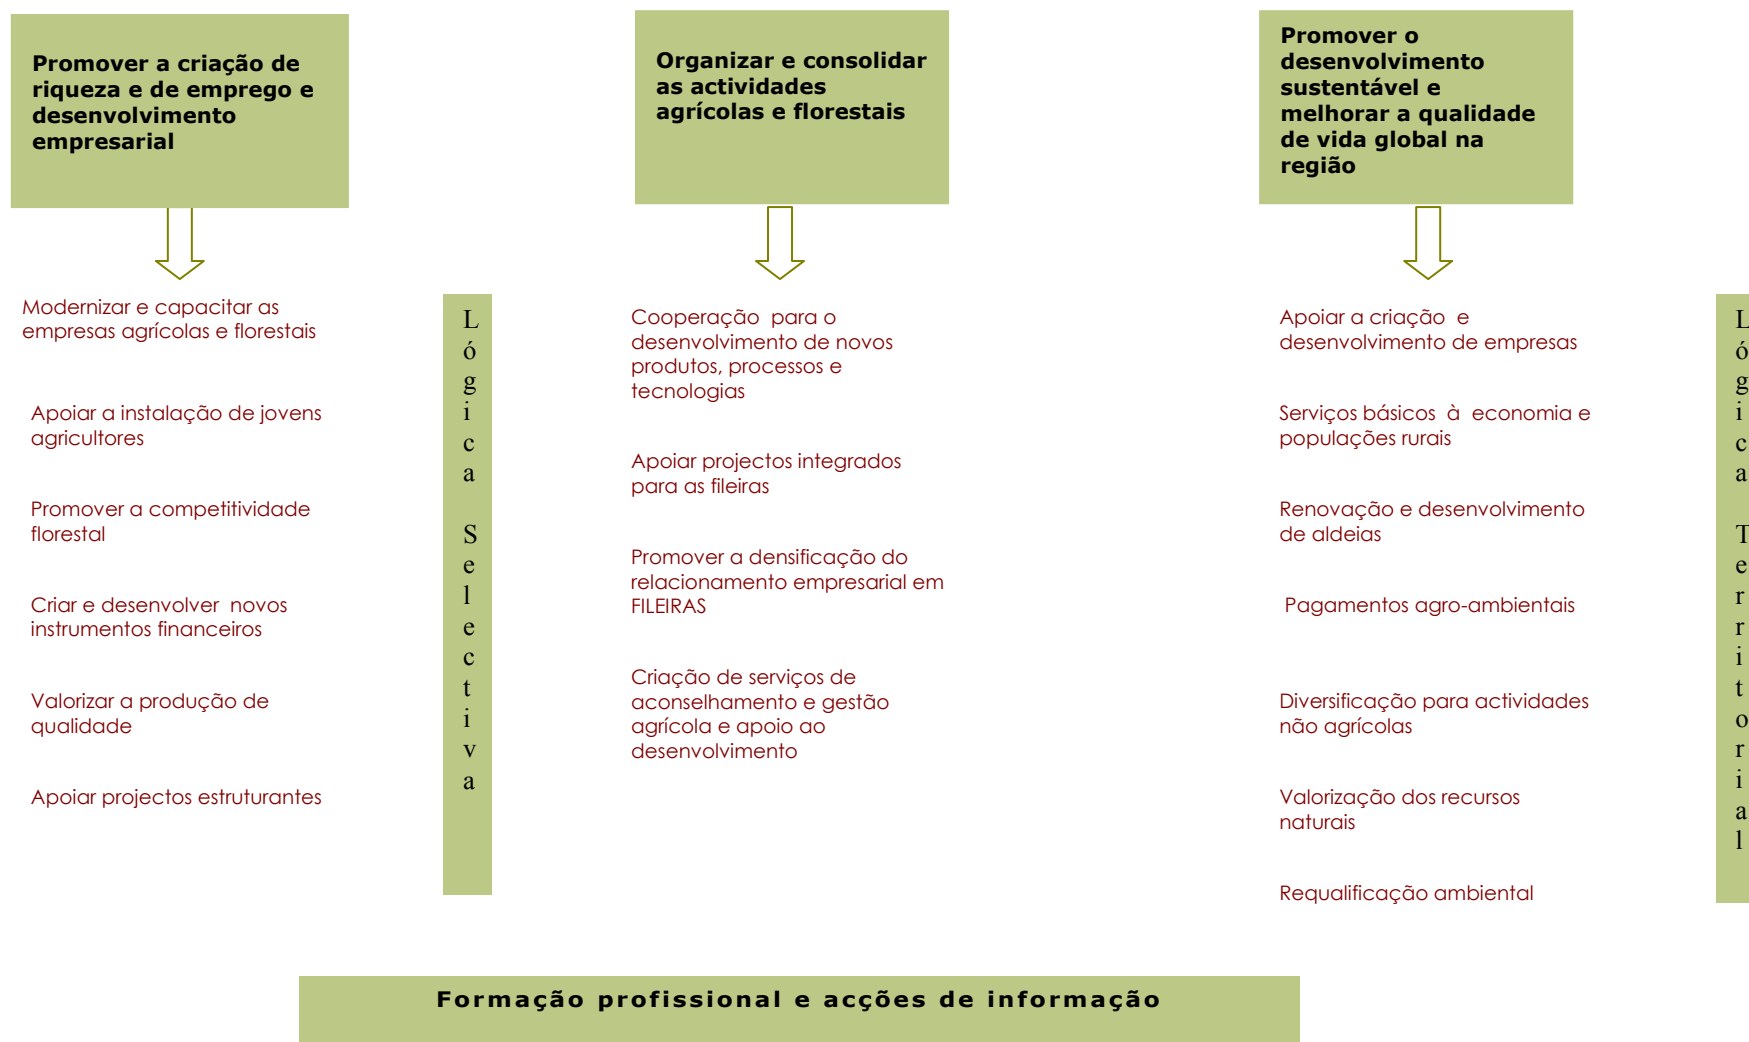 Promover a criação de
riqueza e de emprego e
desenvolvimento
empresarial
Modernizar e capacitar as
empresas agrícolas e florestais
Apoiar a instalação de jovens
agricultores
Promover a competitividade
florestal
Criar e desenvolver novos
instrumentos financeiros
Valorizar a produção de
qualidade
Apoiar projectos estruturantes
Lógica Selectiva
Organizar e consolidar
as actividades
agrícolas e florestais
Cooperação para o
desenvolvimento de novos
produtos, processos e
tecnologias
Apoiar projectos integrados
para as fileiras
Promover a densificação do
relacionamento empresarial em
FILEIRAS
Criação de serviços de
aconselhamento e gestão
agrícola e apoio ao
desenvolvimento
Promover o
desenvolvimento
sustentável e
melhorar a qualidade
de vida global na
região
Apoiar a criação e
desenvolvimento de empresas
Serviços básicos à economia e
populações rurais
Renovação e desenvolvimento
de aldeias
Pagamentos agro-ambientais
Diversificação para actividades
não agrícolas
Valorização dos recursos
naturais
Requalificação ambiental
Lógica Territorial
Formação profissional e acções de informação